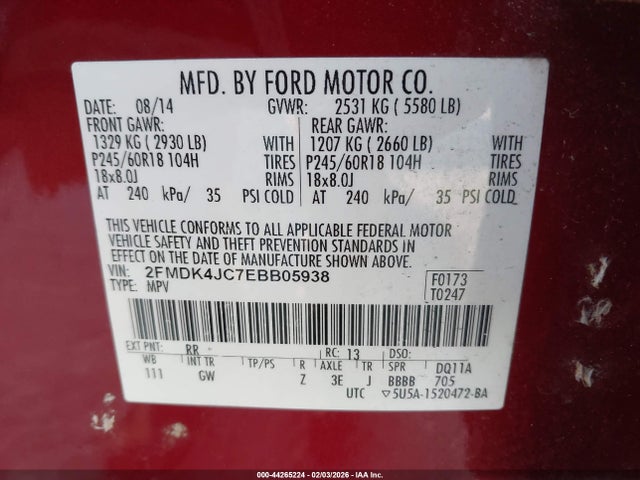 MFD. BY FORD MOTOR CO.
DATE: 08/14 GVWR: 2531 KG ( 5580 LB)
FRONT GAWR: REAR GAWR:
1329 KG ( 2930 LB) WITH 1207 KG ( 2660 LB) WITH
P245/60R18 104H TIRES P245/60R18 104H TIRES
18x8.0J RIMS 18x8.0J RIMS
AT 240 kPa/ 35 PSI COLD AT 240 kPa/ 35 PSI COLD
THIS VEHICLE CONFORMS TO ALL APPLICABLE FEDERAL MOTOR
VEHICLE SAFETY AND THEFT PREVENTION STANDARDS IN
EFFECT ON THE DATE OF MANUFACTURE SHOWN ABOVE.
VIN: 2FMDK4JC7EBB05938 F0173
TYPE: MPV T0247
EXT PNT: RR RC: 13 DSO:
WB INT TR TP/PS R AXLE TR SPR DQ11A
111 GW Z 3E J BBBB 705
UTC ▽5U5A-1520472-BA
000-44265224 - 02/03/2026 - IAA Inc.